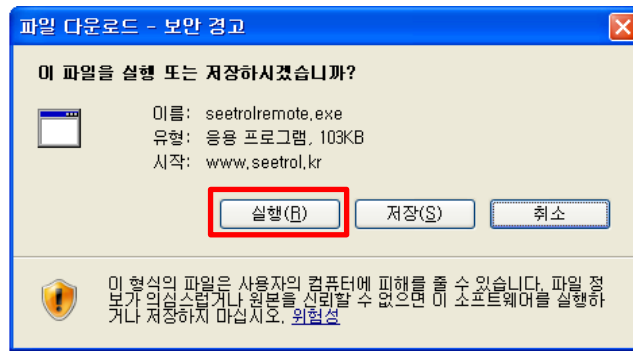 파일 다운로드 - 보안 경고
이 파일을 실행 또는 저장하시겠습니까?
이름: seetrolremote.exe
유형: 응용 프로그램, 103KB
시작: www.seetrol.kr
실행(R) 저장(S) 취소
이 형식의 파일은 사용자의 컴퓨터에 피해를 줄 수 있습니다. 파일 정
보가 의심스럽거나 원본을 신뢰할 수 없으면 이 소프트웨어를 실행하
거나 저장하지 마십시오. 위험성